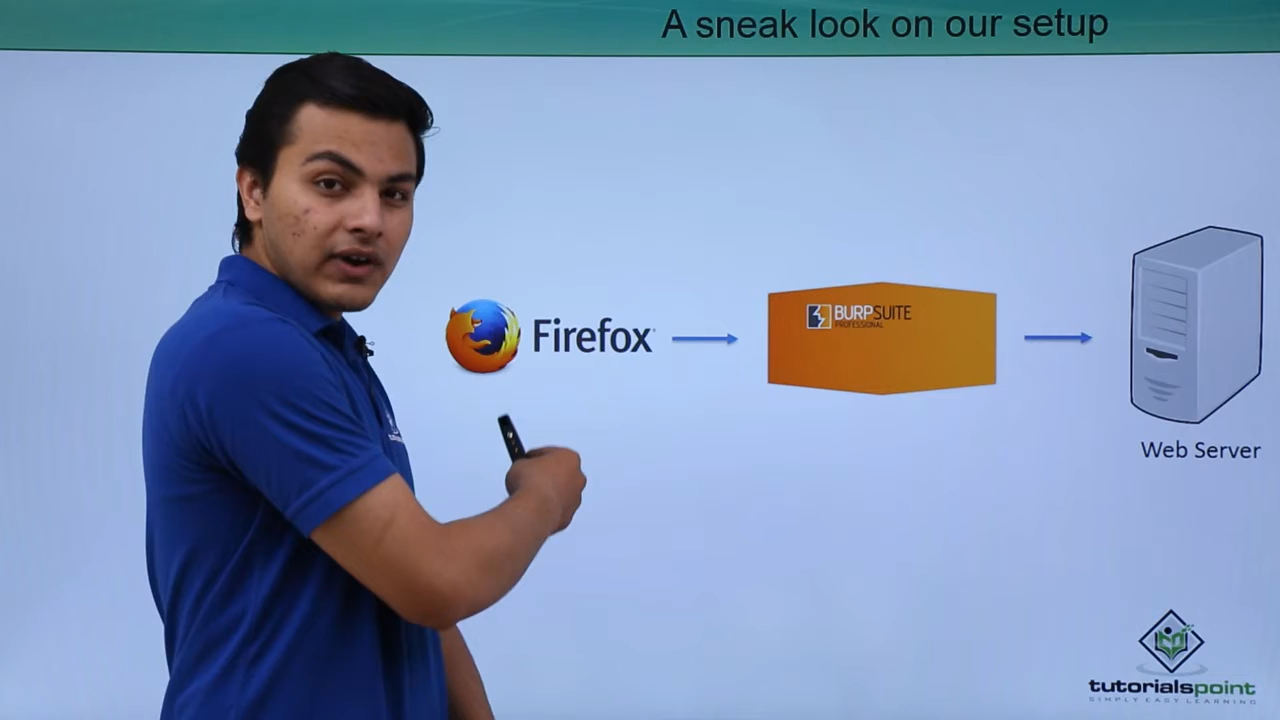 A sneak look on our setup
Firefox
BURPSUITE
PROFESSIONAL
Web Server
tutorialspoint
SIMPLY EASY LEARNING